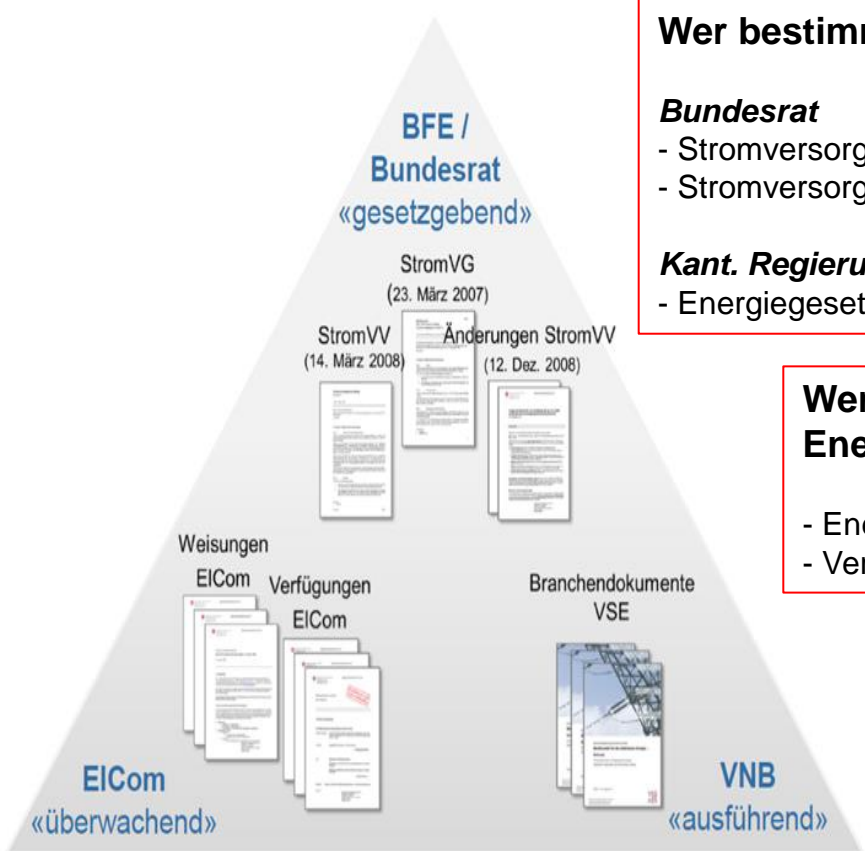 BFE /
Bundesrat
«gesetzgebend»
StromVG
(23. März 2007)
StromVV
(14. März 2008)
Änderungen StromVV
(12. Dez. 2008)
Weisungen
ElCom
Verfügungen
ElCom
Branchendokumente
VSE
ElCom
«überwachend»
VNB
«ausführend»
Wer bestimm
Bundesrat
- Stromversorg
- Stromversorg
Kant. Regieru
- Energiegeset
Wer
Ene
- Ene
- Ver